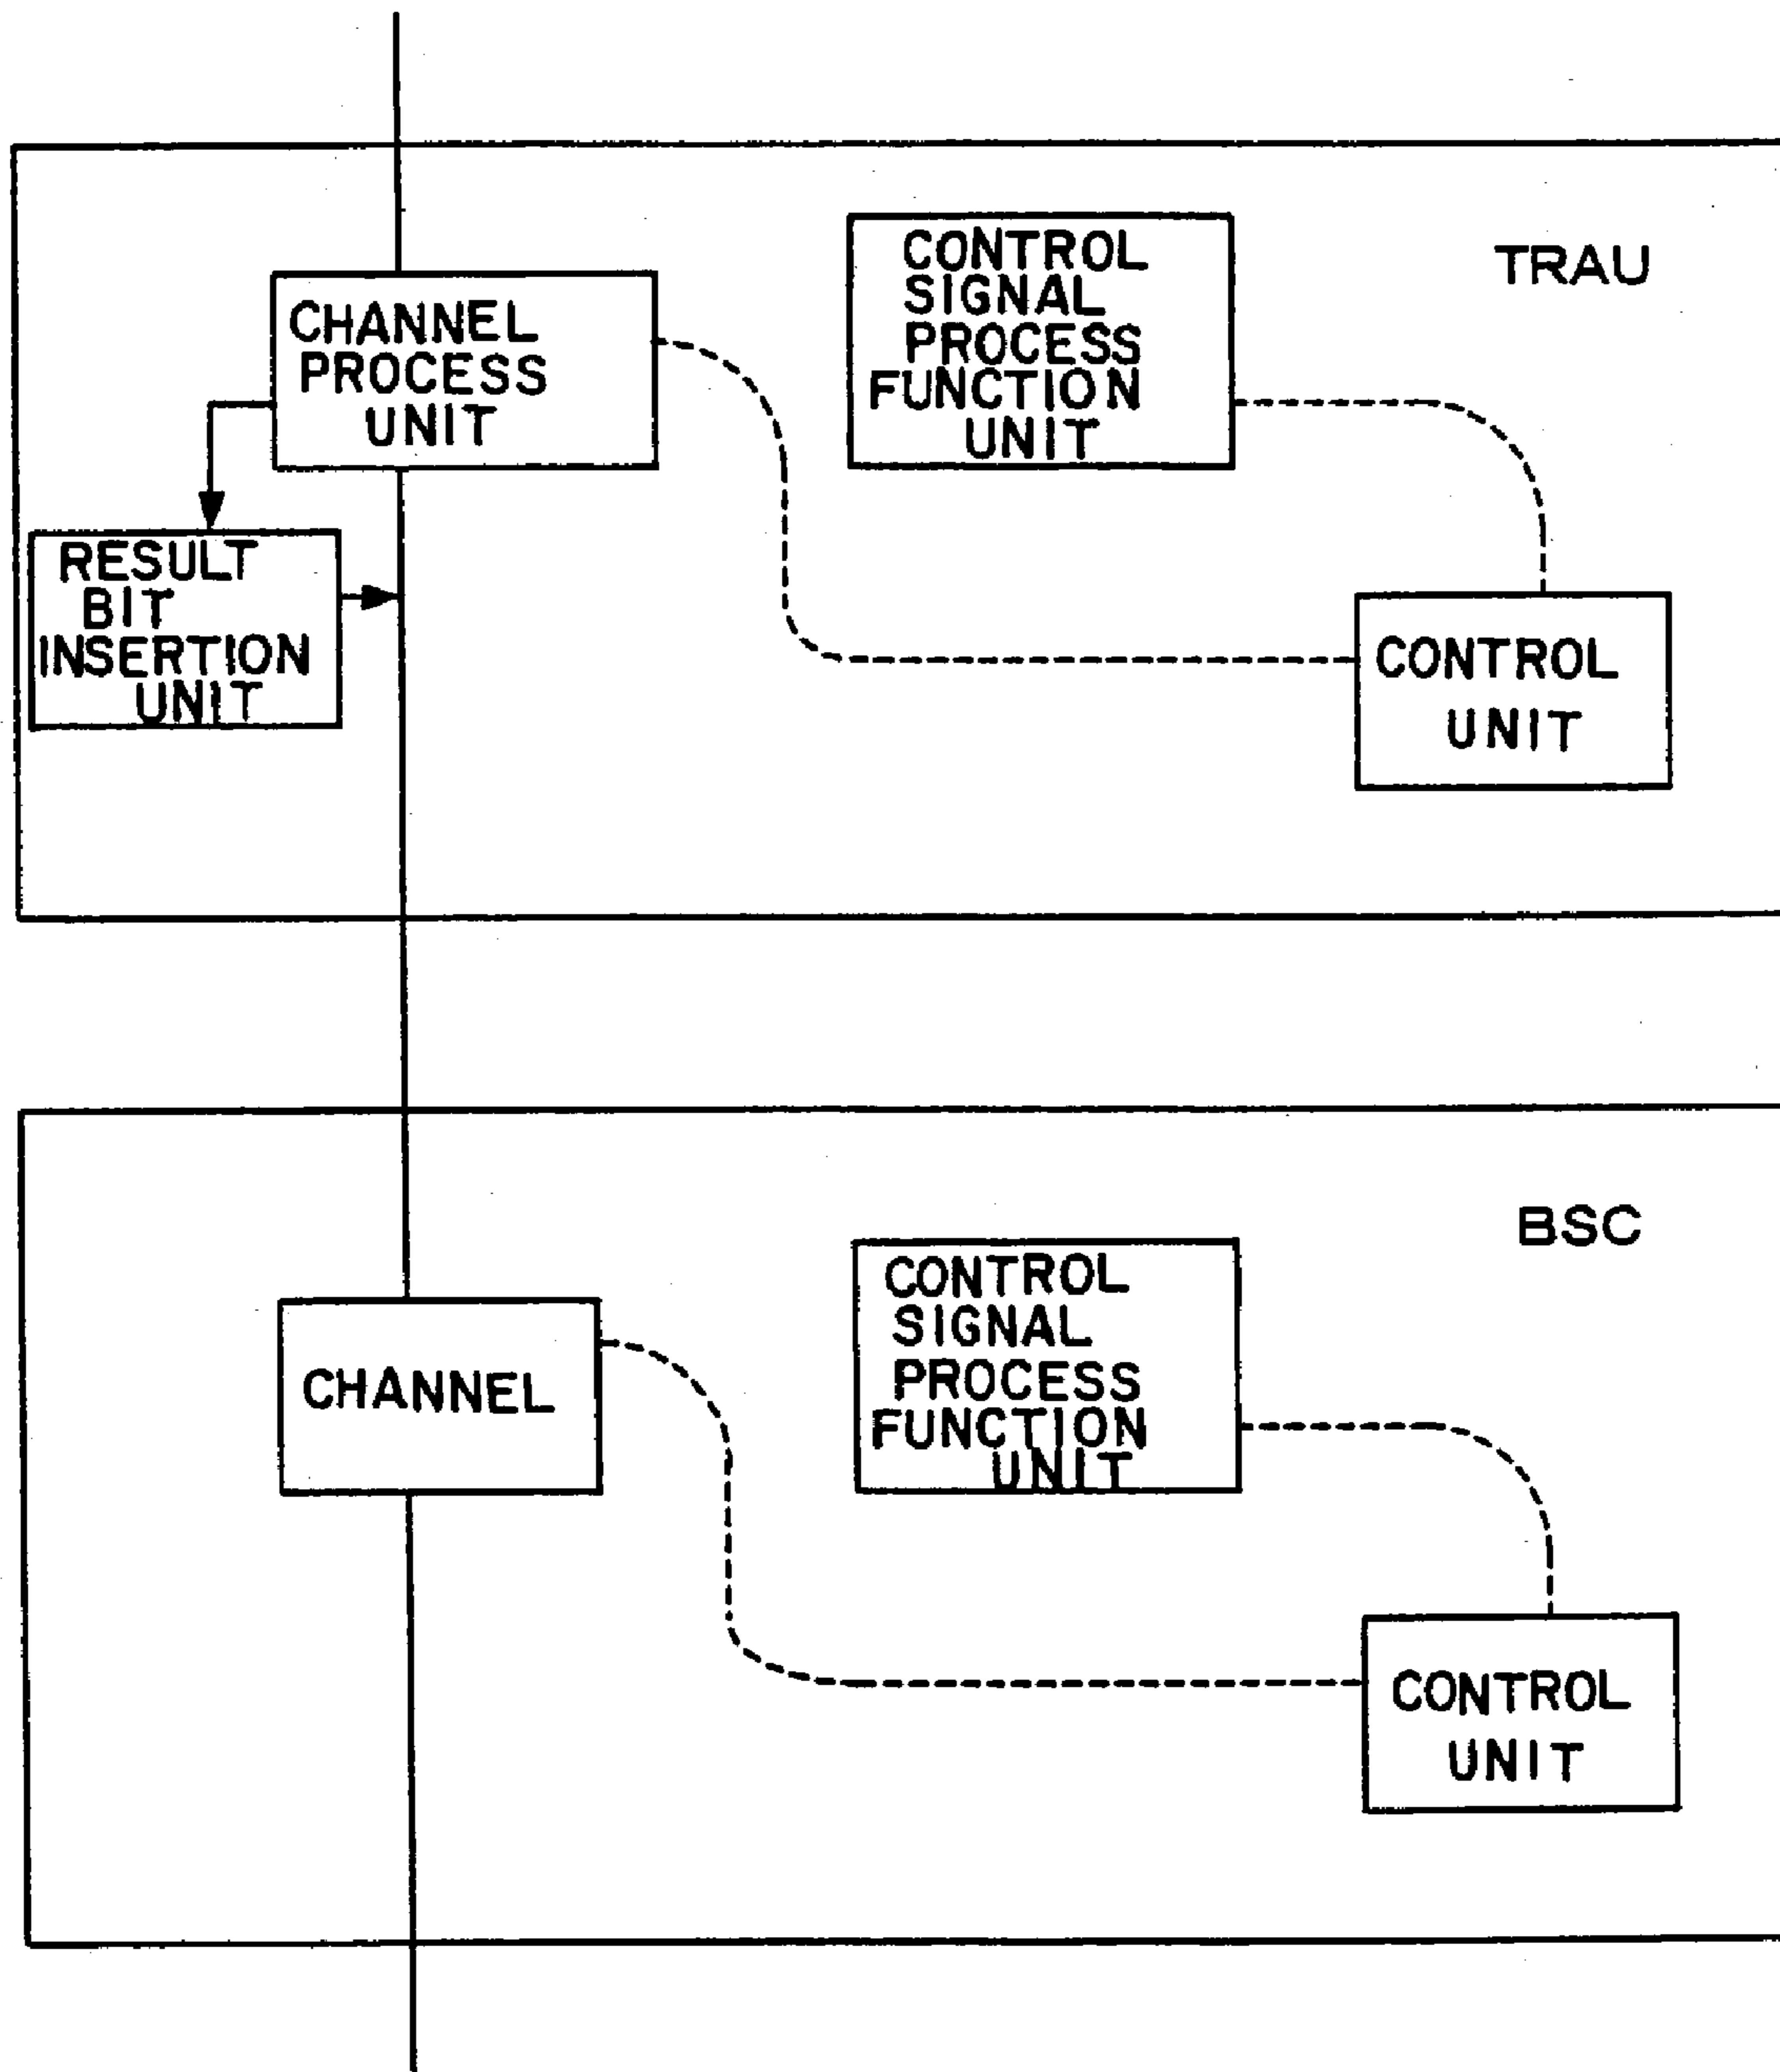 TRAU
CHANNEL
PROCESS
UNIT
CONTROL
SIGNAL
PROCESS
FUNCTION
UNIT
RESULT
BIT
INSERTION
UNIT
CONTROL
UNIT
BSC
CHANNEL
CONTROL
SIGNAL
PROCESS
FUNCTION
UNIT
CONTROL
UNIT